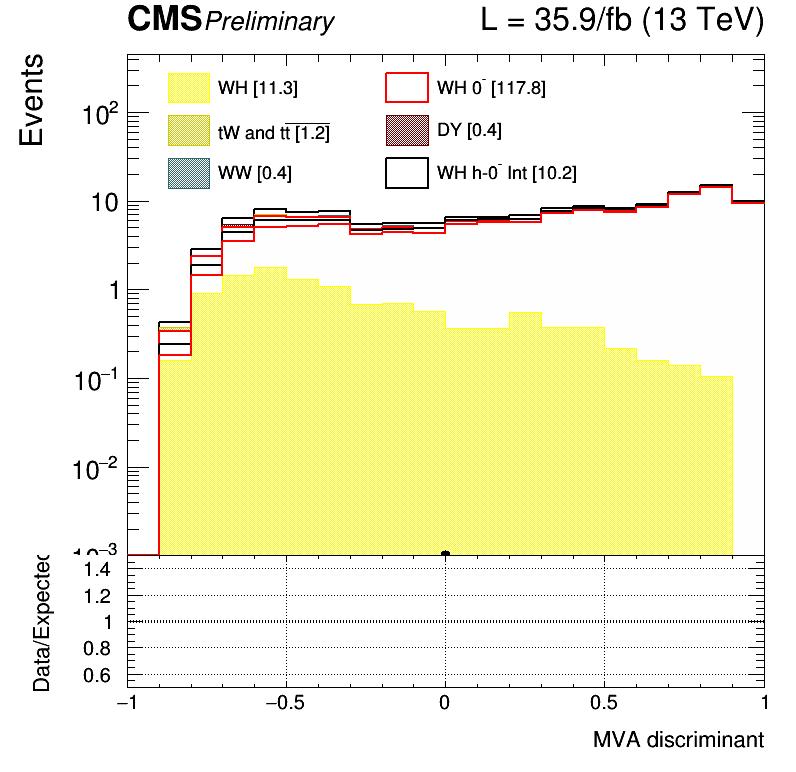 CMS Preliminary L = 35.9/fb (13 TeV)
Events
WH [11.3] WH 0⁻ [117.8]
tW and tt [1.2] DY [0.4]
WW [0.4] WH h-0⁻ Int [10.2]
10²
10
1
10⁻¹
10⁻²
Data/Expected
1.4
1.2
1
0.8
0.6
−1 −0.5 0 0.5 1
MVA discriminant